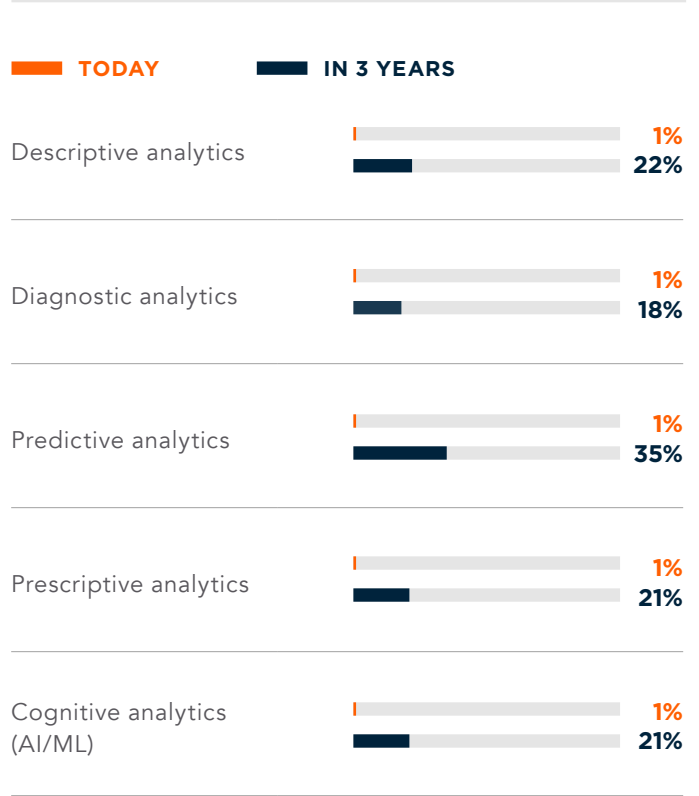 TODAY IN 3 YEARS
Descriptive analytics
1%
22%
Diagnostic analytics
1%
18%
Predictive analytics
1%
35%
Prescriptive analytics
1%
21%
Cognitive analytics
(AI/ML)
1%
21%